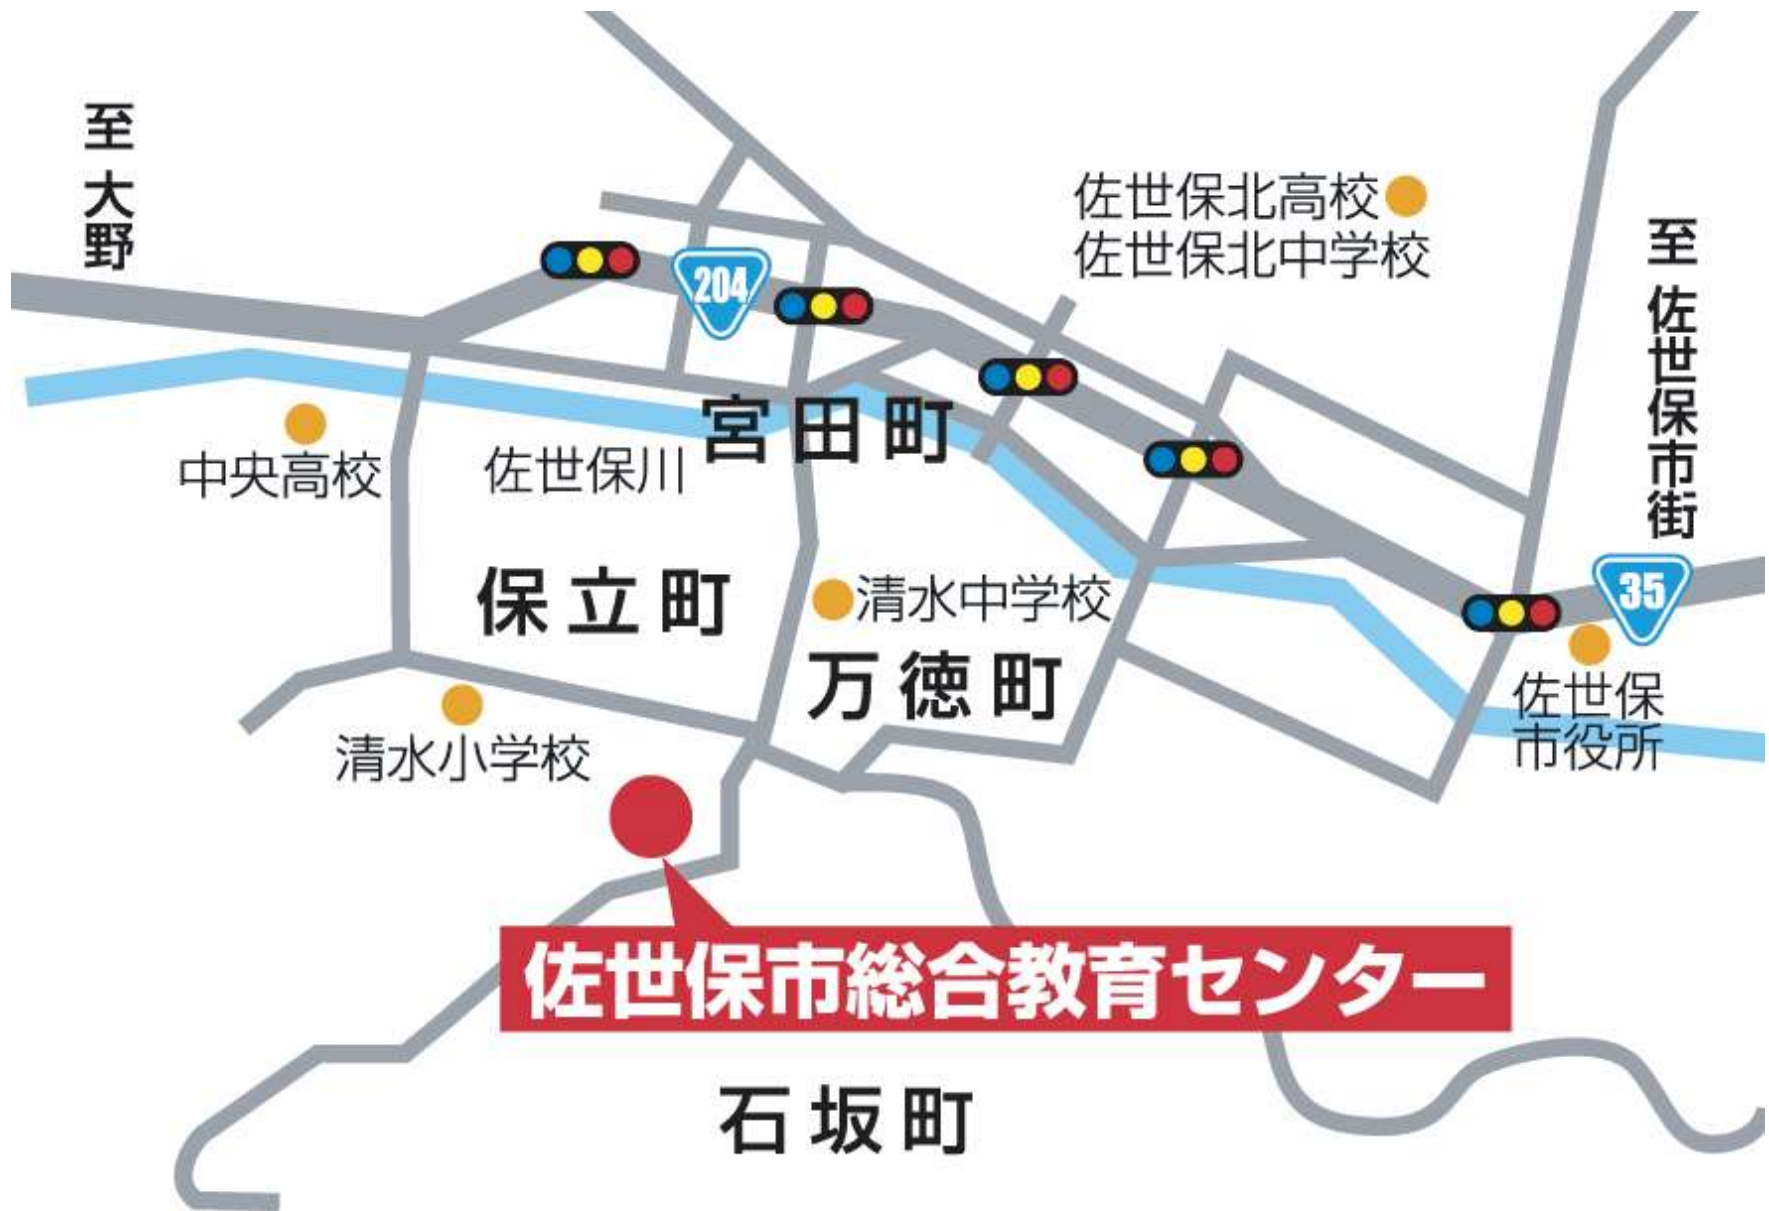 至 大野
佐世保北高校
佐世保北中学校
至 佐世保市街
204
宮田町
中央高校
佐世保川
保立町
清水中学校
35
万徳町
佐世保
市役所
清水小学校
佐世保市総合教育センター
石坂町